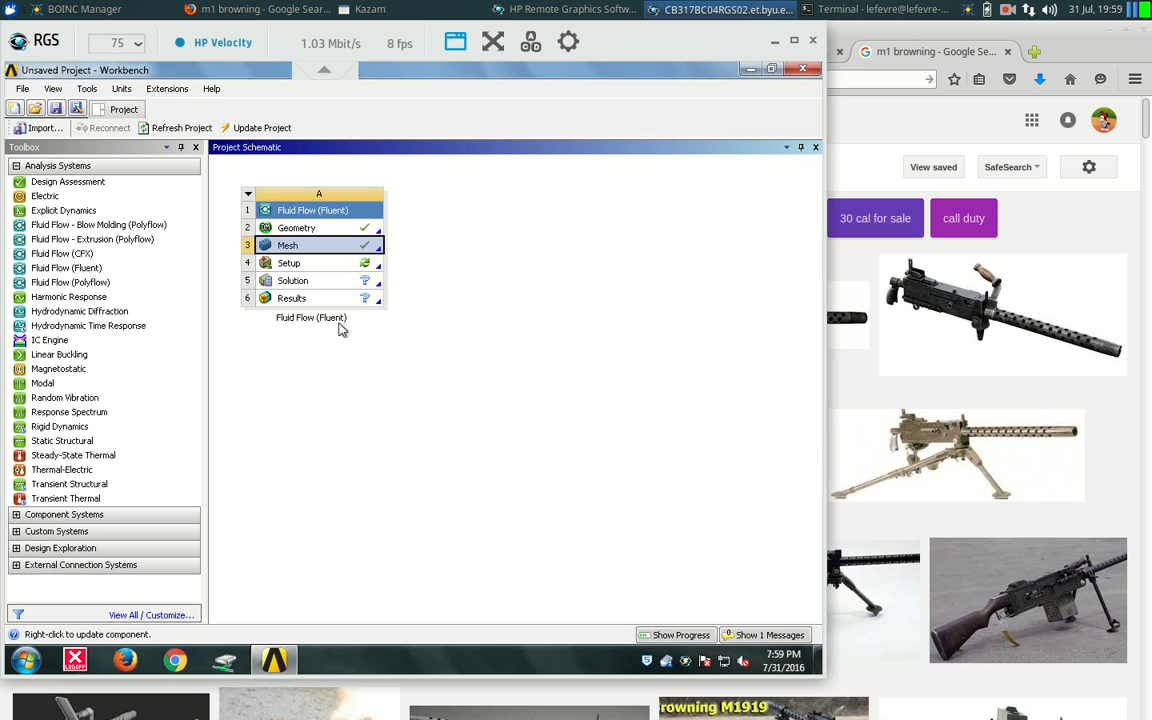 BOINC Manager
m1 browning - Google Sear...
Kazam
HP Remote Graphics Softw...
CB317BC04RGS02.et.byu.e...
Terminal - lefevre@lefevre-...
31 Jul, 19:59
RGS
75
HP Velocity
1.03 Mbit/s
8 fps
m1 browning - Google Se...
Unsaved Project - Workbench
File
View
Tools
Units
Extensions
Help
Project
Import...
Reconnect
Refresh Project
Update Project
Toolbox
Project Schematic
Analysis Systems
Design Assessment
Electric
Explicit Dynamics
Fluid Flow - Blow Molding (Polyflow)
Fluid Flow - Extrusion (Polyflow)
Fluid Flow (CFX)
Fluid Flow (Fluent)
Fluid Flow (Polyflow)
Harmonic Response
Hydrodynamic Diffraction
Hydrodynamic Time Response
IC Engine
Linear Buckling
Magnetostatic
Modal
Random Vibration
Response Spectrum
Rigid Dynamics
Static Structural
Steady-State Thermal
Thermal-Electric
Transient Structural
Transient Thermal
Component Systems
Custom Systems
Design Exploration
External Connection Systems
View All / Customize...
A
1 Fluid Flow (Fluent)
2 DM Geometry
3 Mesh
4 Setup
5 Solution ?
6 Results ?
Fluid Flow (Fluent)
View saved
SafeSearch
30 cal for sale
call duty
Right-click to update component.
Show Progress
Show 1 Messages
LOGOFF
7:59 PM
7/31/2016
rowning M1919